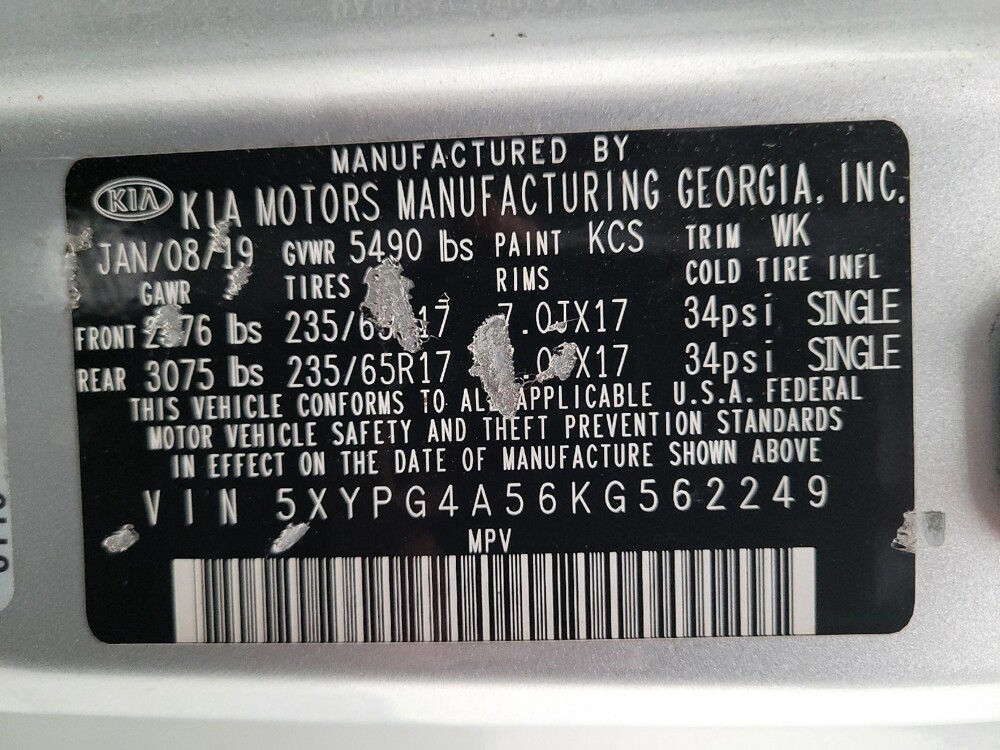 MANUFACTURED BY
KIA KIA MOTORS MANUFACTURING GEORGIA, INC.
JAN/08/19 GVWR 5490 lbs PAINT KCS TRIM WK
GAWR TIRES RIMS COLD TIRE INFL
FRONT lbs 7.0JX17 34psi SINGLE
REAR 3075 lbs 235/65R17 34psi SINGLE
THIS VEHICLE CONFORMS TO ALL APPLICABLE U.S.A. FEDERAL
MOTOR VEHICLE SAFETY AND THEFT PREVENTION STANDARDS
IN EFFECT ON THE DATE OF MANUFACTURE SHOWN ABOVE
VIN 5XYPG4A56KG562249
MPV